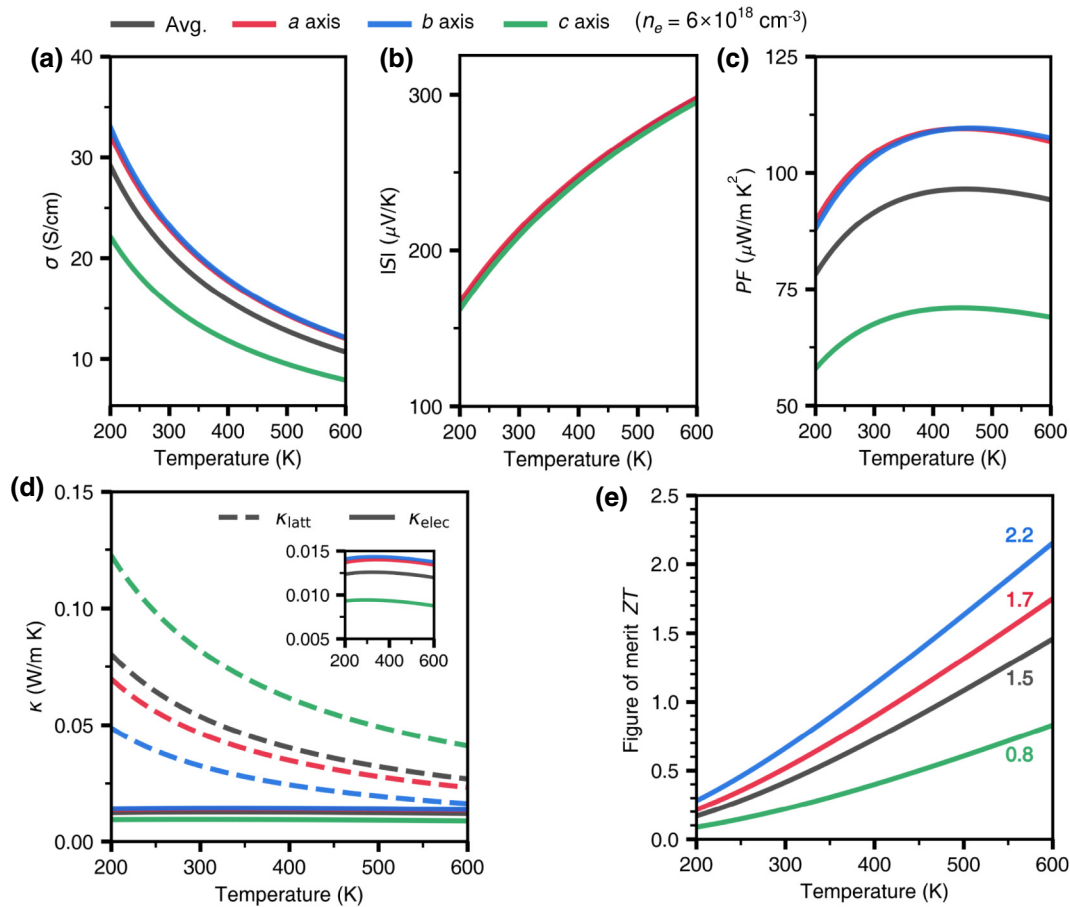 Avg. a axis b axis c axis (nₑ = 6×10¹⁸ cm⁻³)
(a)
40
30
20
10
σ (S/cm)
200 300 400 500 600
Temperature (K)
(b)
300
200
100
ISI (μV/K)
200 300 400 500 600
Temperature (K)
(c)
125
100
75
50
PF (μW/m K²)
200 300 400 500 600
Temperature (K)
(d)
0.15
0.10
0.05
0.00
κ (W/m K)
κlatt κelec
0.015
0.010
0.005
200 400 600
200 300 400 500 600
Temperature (K)
(e)
2.5
2.0
1.5
1.0
0.5
0.0
Figure of merit ZT
2.2
1.7
1.5
0.8
200 300 400 500 600
Temperature (K)